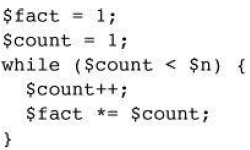 $fact = 1;
$count = 1;
while ($count < $n) {
  $count++;
  $fact *= $count;
}